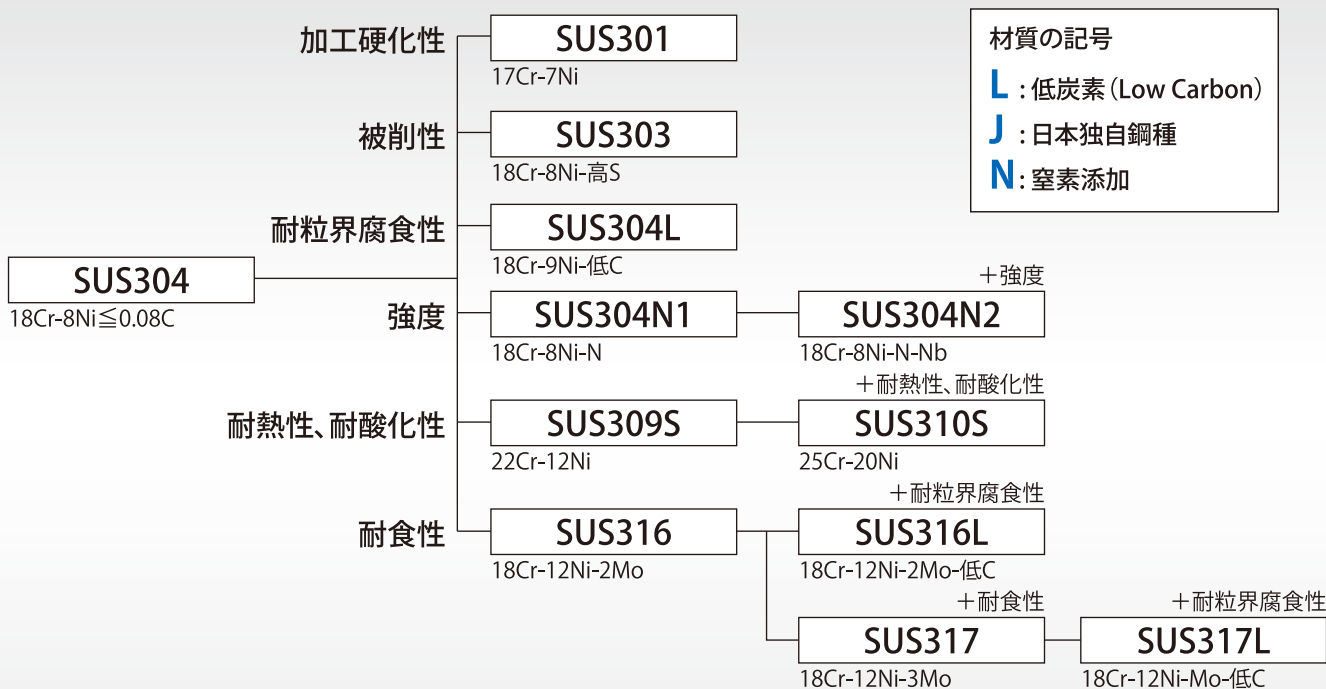 加工硬化性
SUS301
17Cr-7Ni
被削性
SUS303
18Cr-8Ni-高S
耐粒界腐食性
SUS304L
18Cr-9Ni-低C
SUS304
18Cr-8Ni≦0.08C
強度
SUS304N1
18Cr-8Ni-N
＋強度
SUS304N2
18Cr-8Ni-N-Nb
耐熱性、耐酸化性
SUS309S
22Cr-12Ni
＋耐熱性、耐酸化性
SUS310S
25Cr-20Ni
耐食性
SUS316
18Cr-12Ni-2Mo
＋耐粒界腐食性
SUS316L
18Cr-12Ni-2Mo-低C
＋耐食性
SUS317
18Cr-12Ni-3Mo
＋耐粒界腐食性
SUS317L
18Cr-12Ni-Mo-低C
材質の記号
L：低炭素（Low Carbon）
J：日本独自鋼種
N：窒素添加